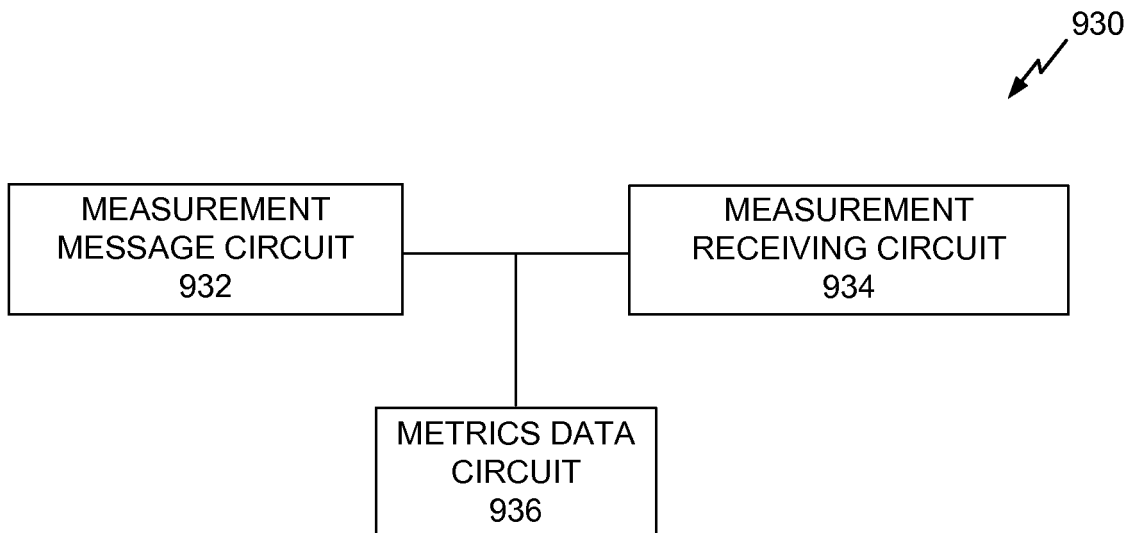 930
MEASUREMENT
MESSAGE CIRCUIT
932
MEASUREMENT
RECEIVING CIRCUIT
934
METRICS DATA
CIRCUIT
936